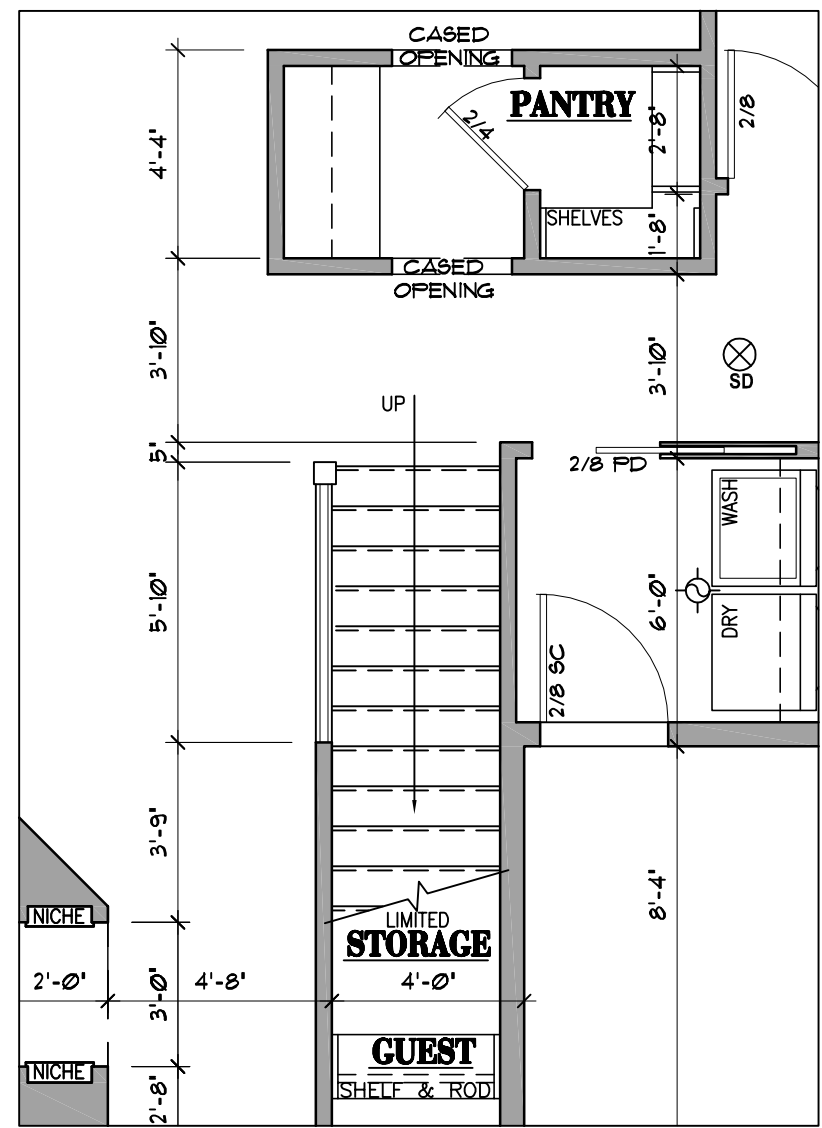 CASED
OPENING
PANTRY
2/4
2'-8"
2/8
4'-4"
SHELVES
1'-8"
CASED
OPENING
3'-10"
3'-10"
SD
UP
5"
2/8 PD
WASH
5'-10"
6'-0"
DRY
2/8 SC
3'-9"
8'-4"
NICHE
LIMITED
STORAGE
2'-0"
3'-0"
4'-8"
4'-0"
GUEST
NICHE
SHELF & ROD
2'-8"